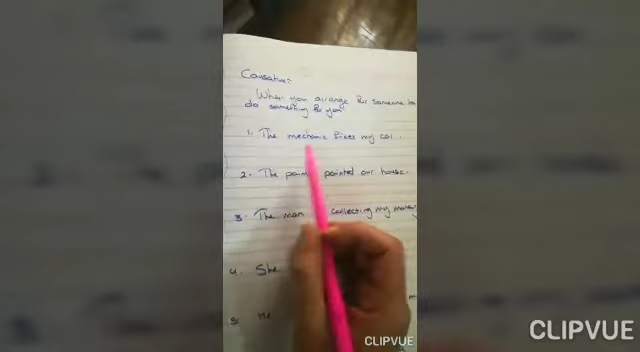 Causative:-
When you arrange for someone to
do something for you
1. The mechanic fixes my car.
2. The painted our house.
3. The man collecting my money
4. She
5.
CLIPVUE
CLIPVUE